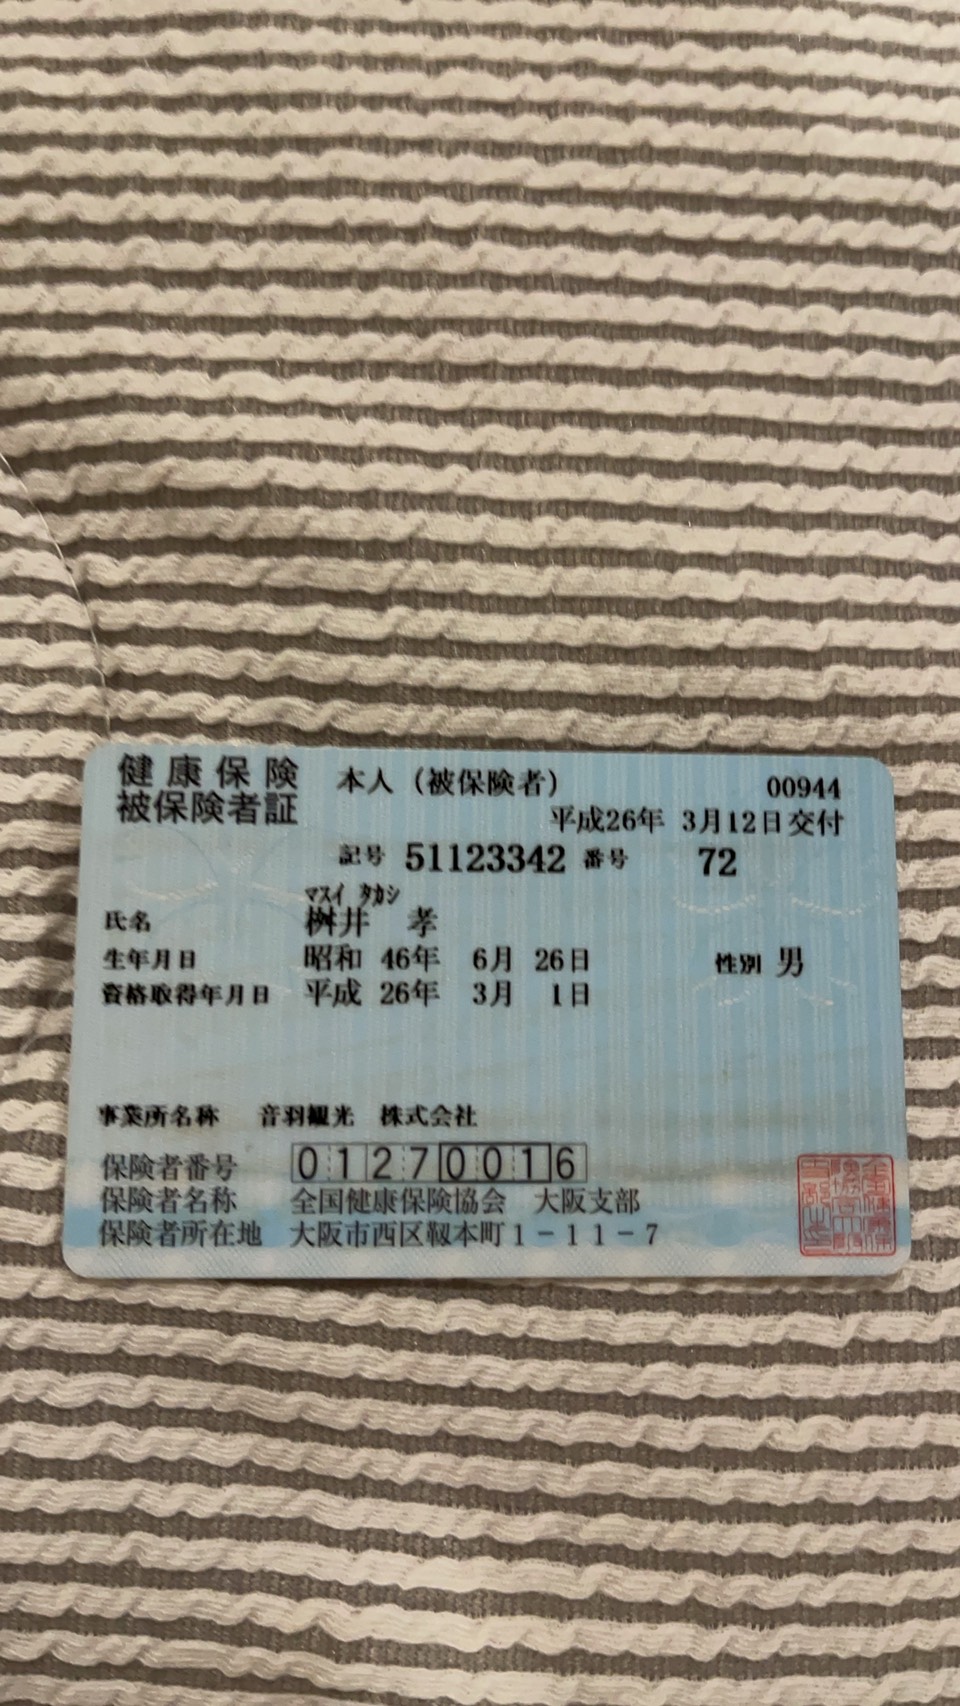 健康保険 本人（被保険者） 00944
被保険者証 平成26年 3月12日交付
記号 51123342 番号 72
マスイ タカシ
氏名 桝井 孝
生年月日 昭和 46年 6月 26日 性別 男
資格取得年月日 平成 26年 3月 1日
事業所名称 音羽観光 株式会社
保険者番号 01270016
保険者名称 全国健康保険協会 大阪支部
保険者所在地 大阪市西区靱本町1－11－7